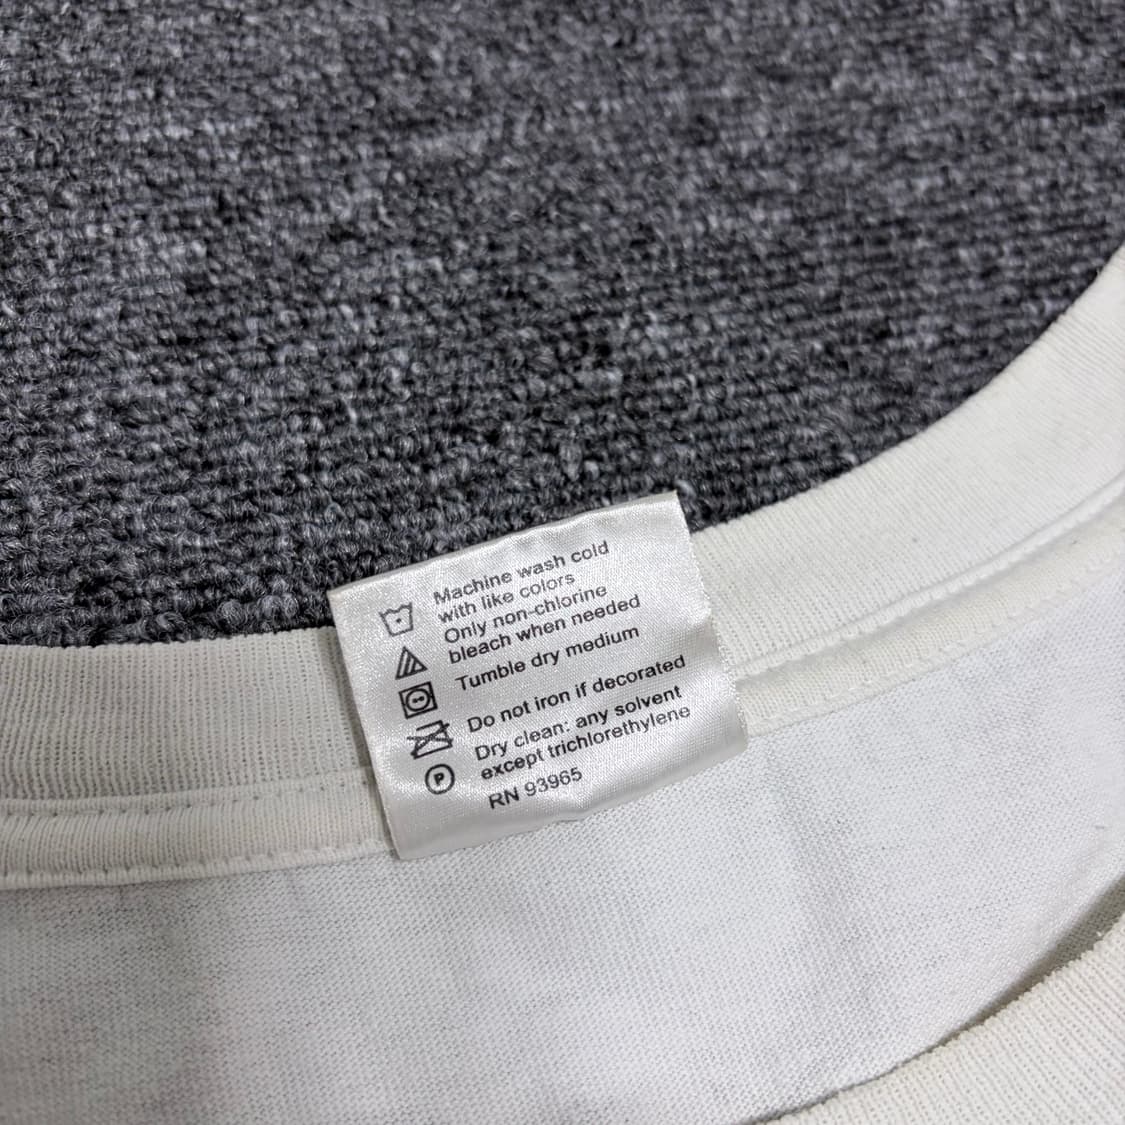 Machine wash cold
with like colors
Only non-chlorine
bleach when needed
Tumble dry medium
Do not iron if decorated
Dry clean: any solvent
except trichlorethylene
P
RN 93965